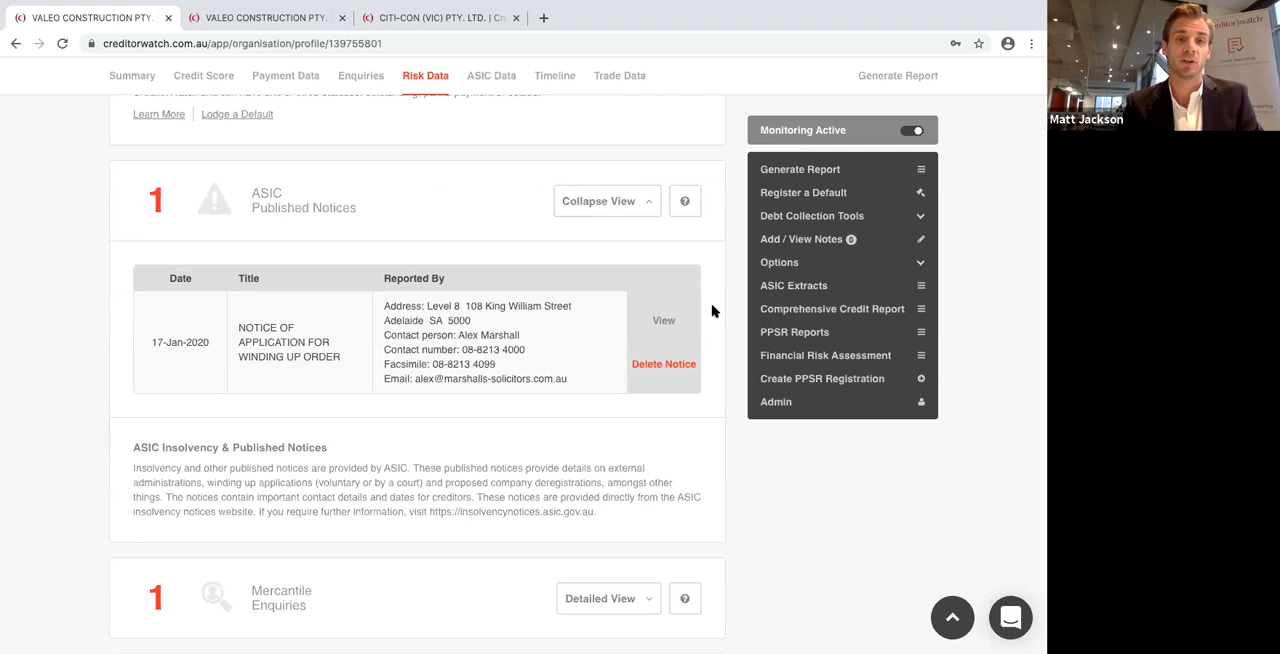 VALEO CONSTRUCTION PTY.
VALEO CONSTRUCTION PTY.
CITI-CON (VIC) PTY. LTD. | Cr
creditorwatch.com.au/app/organisation/profile/139755801
Summary
Credit Score
Payment Data
Enquiries
Risk Data
ASIC Data
Timeline
Trade Data
Generate Report
Learn More
Lodge a Default
1
ASIC
Published Notices
Collapse View
Date
Title
Reported By
17-Jan-2020
NOTICE OF
APPLICATION FOR
WINDING UP ORDER
Address: Level 8 108 King William Street
Adelaide SA 5000
Contact person: Alex Marshall
Contact number: 08-8213 4000
Facsimile: 08-8213 4099
Email: alex@marshalls-solicitors.com.au
View
Delete Notice
ASIC Insolvency & Published Notices
Insolvency and other published notices are provided by ASIC. These published notices provide details on external
administrations, winding up applications (voluntary or by a court) and proposed company deregistrations, amongst other
things. The notices contain important contact details and dates for creditors. These notices are provided directly from the ASIC
insolvency notices website. If you require further information, visit https://insolvencynotices.asic.gov.au.
1
Mercantile
Enquiries
Detailed View
Monitoring Active
Generate Report
Register a Default
Debt Collection Tools
Add / View Notes 0
Options
ASIC Extracts
Comprehensive Credit Report
PPSR Reports
Financial Risk Assessment
Create PPSR Registration
Admin
Matt Jackson